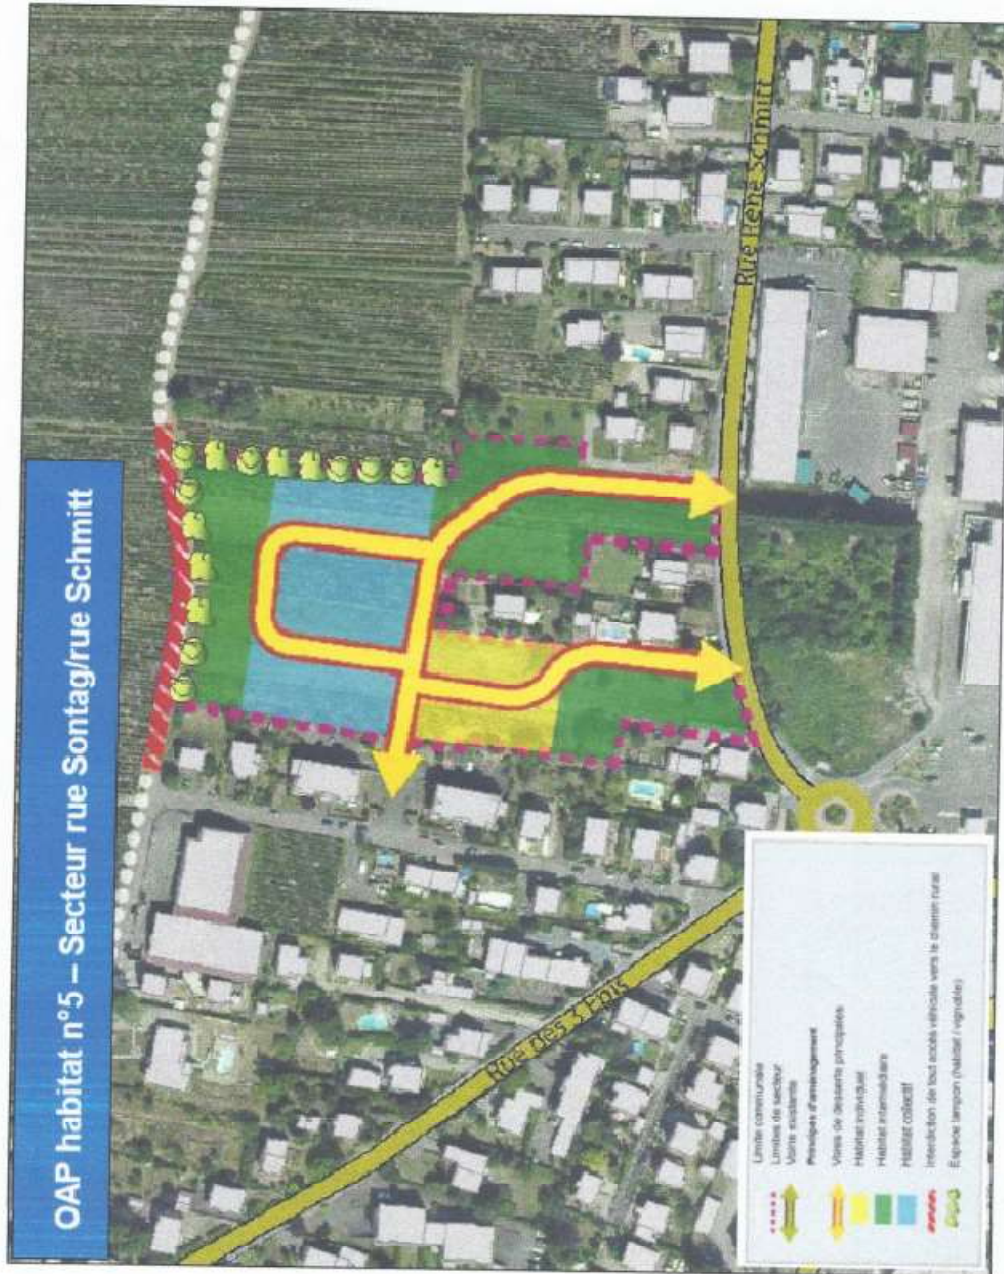 OAP habitat n°5 – Secteur rue Sontag/rue Schmitt
Rue René Schmitt
Rue des 3 Epis
Limite communale
Limites de secteur
Voirie existante
Principes d'aménagement
Voies de desserte principales
Habitat individuel
Habitat intermédiaire
Habitat collectif
Interdiction de tout accès véhicule vers le chemin rural
Espace tampon (habitat / vignoble)